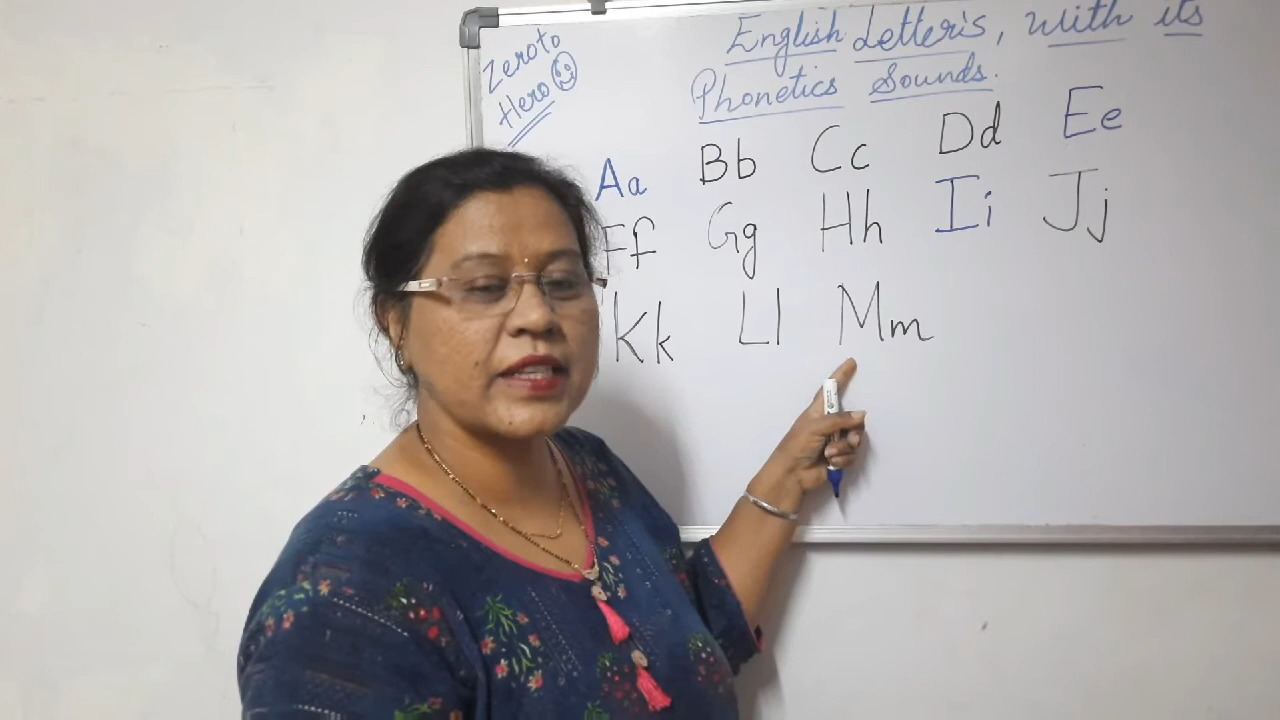 Zero to
Hero
English Letter's, with its
Phonetics Sounds.
Aa Bb Cc Dd Ee
Ff Gg Hh Ii Jj
Kk Ll Mm